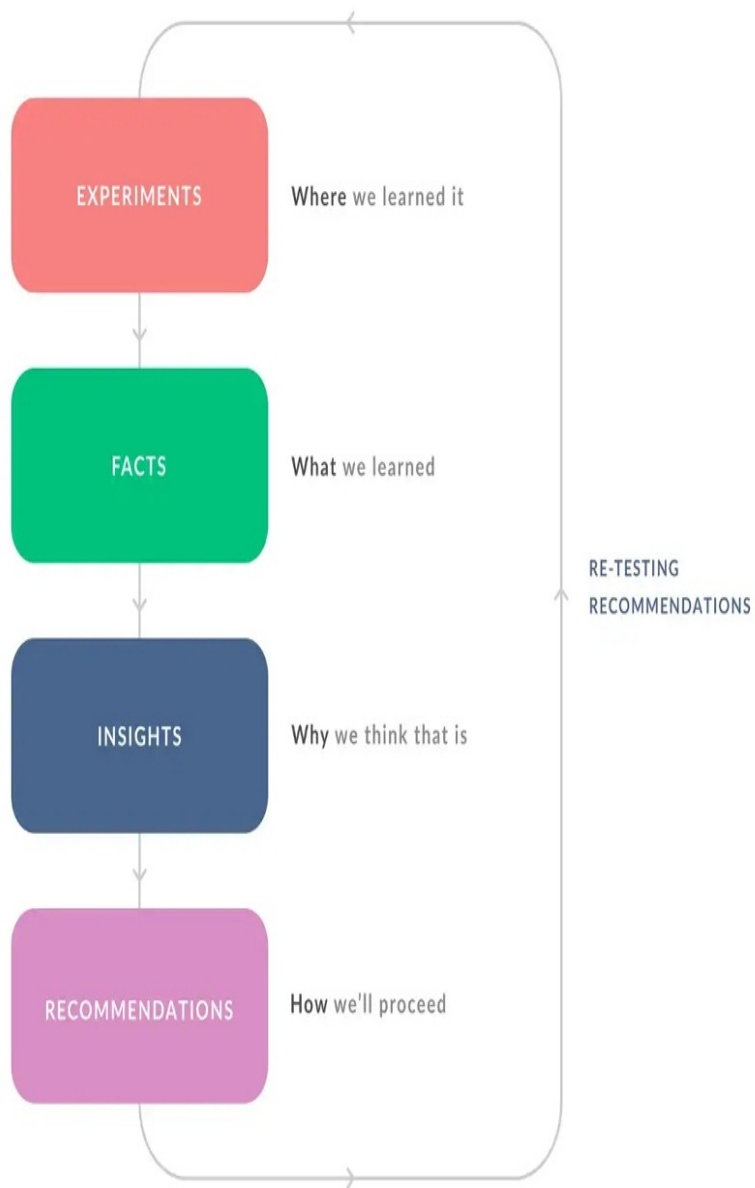 EXPERIMENTS
Where we learned it
FACTS
What we learned
RE-TESTING
RECOMMENDATIONS
INSIGHTS
Why we think that is
RECOMMENDATIONS
How we'll proceed